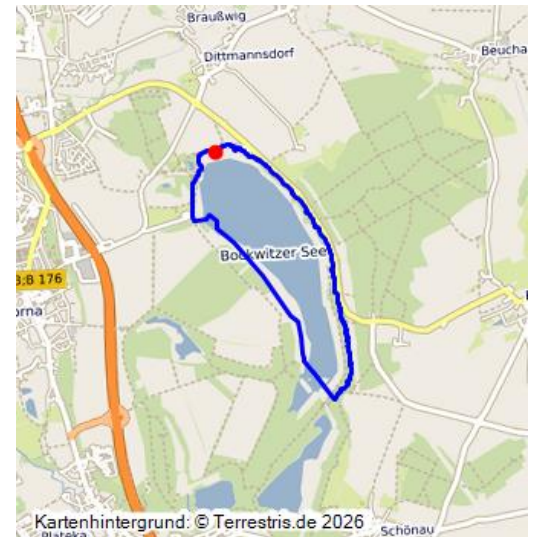 Braußwig
Dittmannsdorf
Beucha
Bockwitzer See
B;B 176
orna
Kartenhintergrund: © Terrestris.de 2026
Schönau